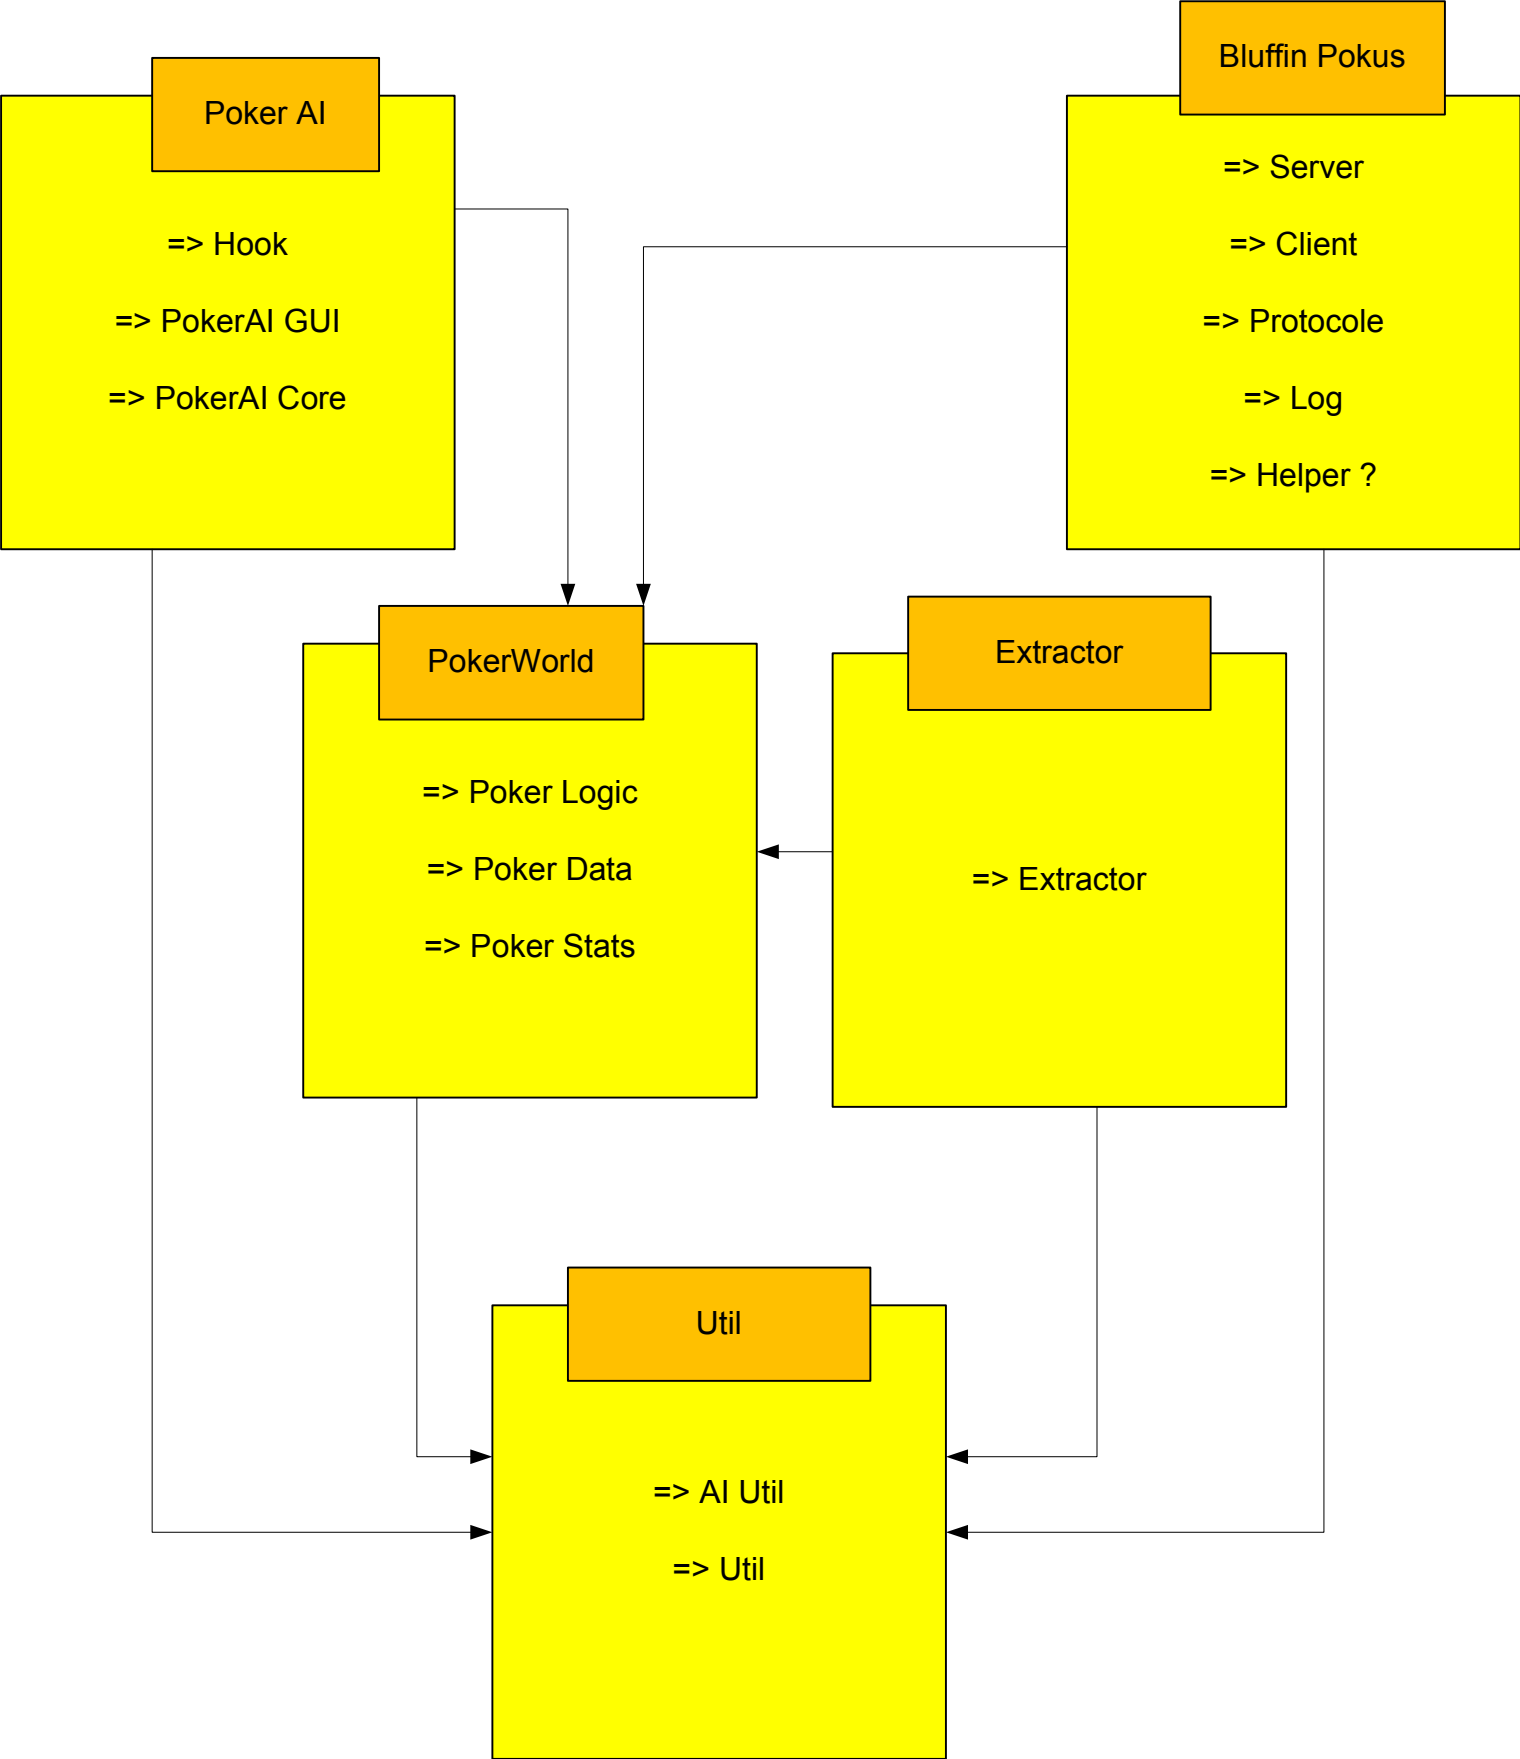 Poker AI
=> Hook
=> PokerAI GUI
=> PokerAI Core
Bluffin Pokus
=> Server
=> Client
=> Protocole
=> Log
=> Helper ?
PokerWorld
=> Poker Logic
=> Poker Data
=> Poker Stats
Extractor
=> Extractor
Util
=> AI Util
=> Util